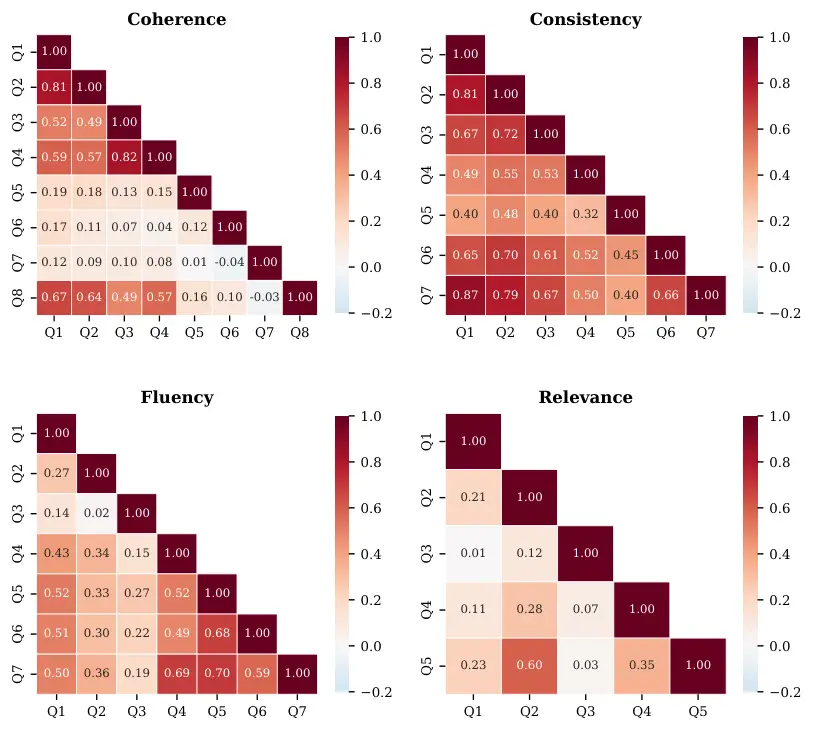 Coherence
Q1 1.00
Q2 0.81 1.00
Q3 0.52 0.49 1.00
Q4 0.59 0.57 0.82 1.00
Q5 0.19 0.18 0.13 0.15 1.00
Q6 0.17 0.11 0.07 0.04 0.12 1.00
Q7 0.12 0.09 0.10 0.08 0.01 -0.04 1.00
Q8 0.67 0.64 0.49 0.57 0.16 0.10 -0.03 1.00
Q1 Q2 Q3 Q4 Q5 Q6 Q7 Q8
1.0
0.8
0.6
0.4
0.2
0.0
−0.2
Consistency
Q1 1.00
Q2 0.81 1.00
Q3 0.67 0.72 1.00
Q4 0.49 0.55 0.53 1.00
Q5 0.40 0.48 0.40 0.32 1.00
Q6 0.65 0.70 0.61 0.52 0.45 1.00
Q7 0.87 0.79 0.67 0.50 0.40 0.66 1.00
Q1 Q2 Q3 Q4 Q5 Q6 Q7
1.0
0.8
0.6
0.4
0.2
0.0
−0.2
Fluency
Q1 1.00
Q2 0.27 1.00
Q3 0.14 0.02 1.00
Q4 0.43 0.34 0.15 1.00
Q5 0.52 0.33 0.27 0.52 1.00
Q6 0.51 0.30 0.22 0.49 0.68 1.00
Q7 0.50 0.36 0.19 0.69 0.70 0.59 1.00
Q1 Q2 Q3 Q4 Q5 Q6 Q7
1.0
0.8
0.6
0.4
0.2
0.0
−0.2
Relevance
Q1 1.00
Q2 0.21 1.00
Q3 0.01 0.12 1.00
Q4 0.11 0.28 0.07 1.00
Q5 0.23 0.60 0.03 0.35 1.00
Q1 Q2 Q3 Q4 Q5
1.0
0.8
0.6
0.4
0.2
0.0
−0.2